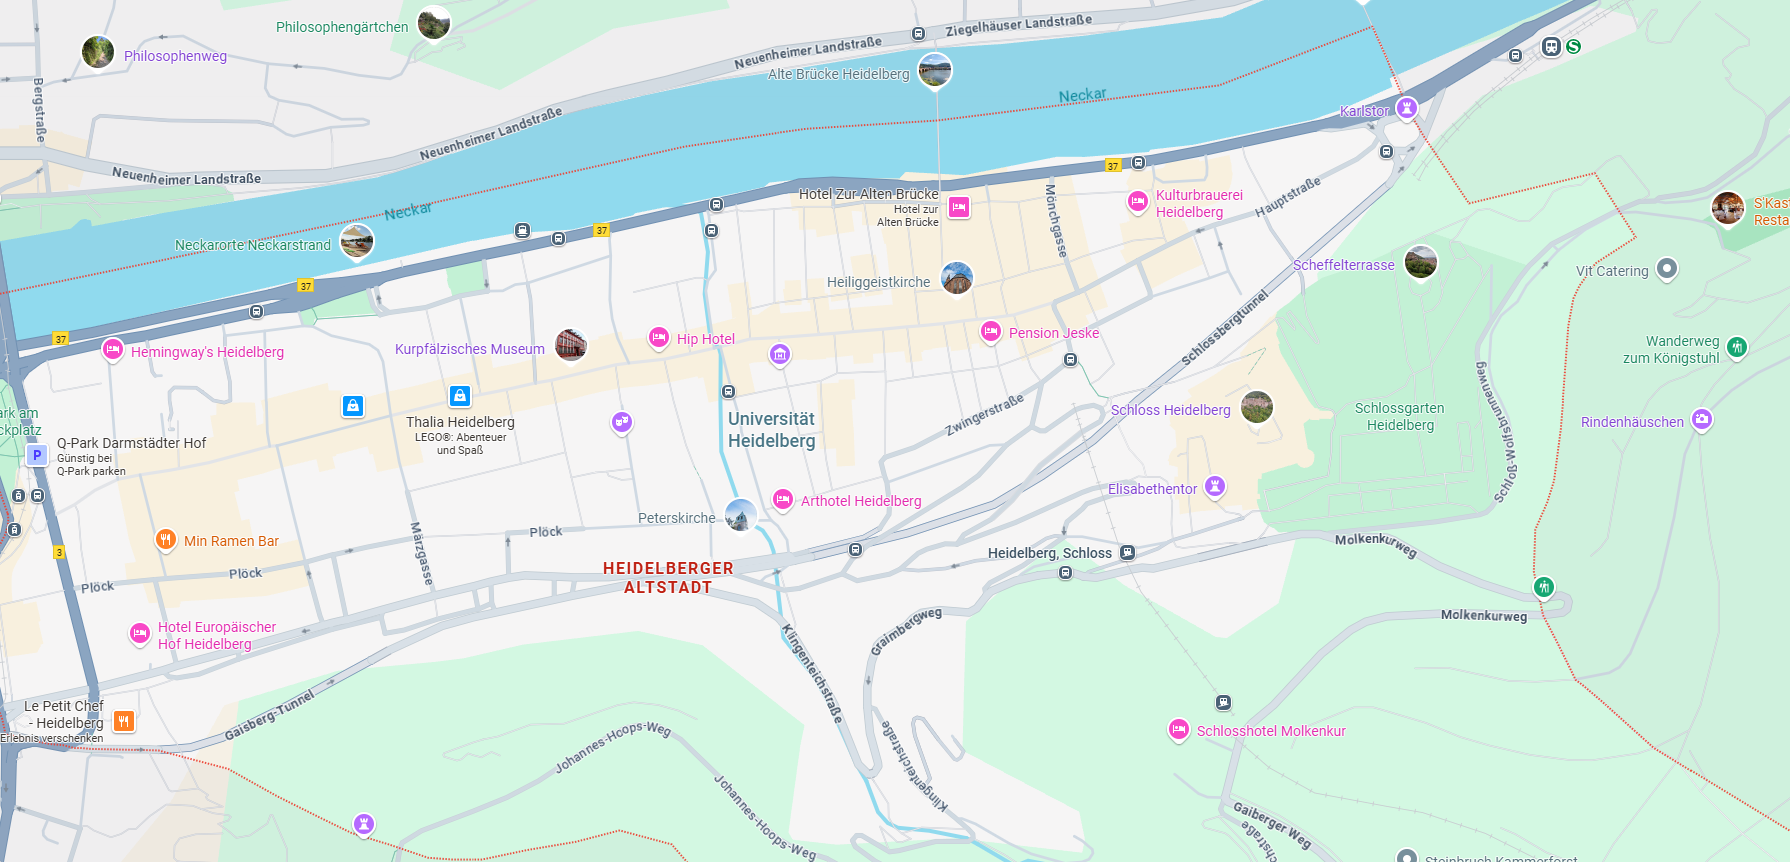 Philosophengärtchen
Philosophenweg
Ziegelhäuser Landstraße
Neuenheimer Landstraße
Alte Brücke Heidelberg
Neckar
Bergstraße
Karlstor
Neuenheimer Landstraße
Neuenheimer Landstraße
37
Hotel Zur Alten Brücke
Hotel zur
Alten Brücke
Mönchgasse
Kulturbrauerei
Heidelberg
Hauptstraße
S'Kast
Resta
Neckar
Neckarorte Neckarstrand
37
Scheffelterrasse
Vit Catering
Heiliggeistkirche
37
Schlossbergtunnel
37
Hemingway's Heidelberg
Kurpfälzisches Museum
Hip Hotel
Pension Jeske
Wanderweg
zum Königstuhl
Schloß-Wolfsbrunnenweg
ark am
ckplatz
Thalia Heidelberg
LEGO®: Abenteuer
und Spaß
Universität
Heidelberg
Zwingerstraße
Schloss Heidelberg
Schlossgarten
Heidelberg
Rindenhäuschen
Q-Park Darmstädter Hof
Günstig bei
Q-Park parken
P
Elisabethentor
Arthotel Heidelberg
Peterskirche
Plöck
Min Ramen Bar
Märzgasse
3
Heidelberg, Schloss
Molkenkurweg
HEIDELBERGER
ALTSTADT
Plöck
Plöck
Molkenkurweg
Graimbergweg
Hotel Europäischer
Hof Heidelberg
Klingenteichstraße
Le Petit Chef
- Heidelberg
Erlebnis verschenken
Gaisberg-Tunnel
Johannes-Hoops-Weg
Klingenteichstraße
Schlosshotel Molkenkur
Johannes-Hoops-Weg
Gaiberger Weg
chstraße
Steinbruch Kammerforst
S